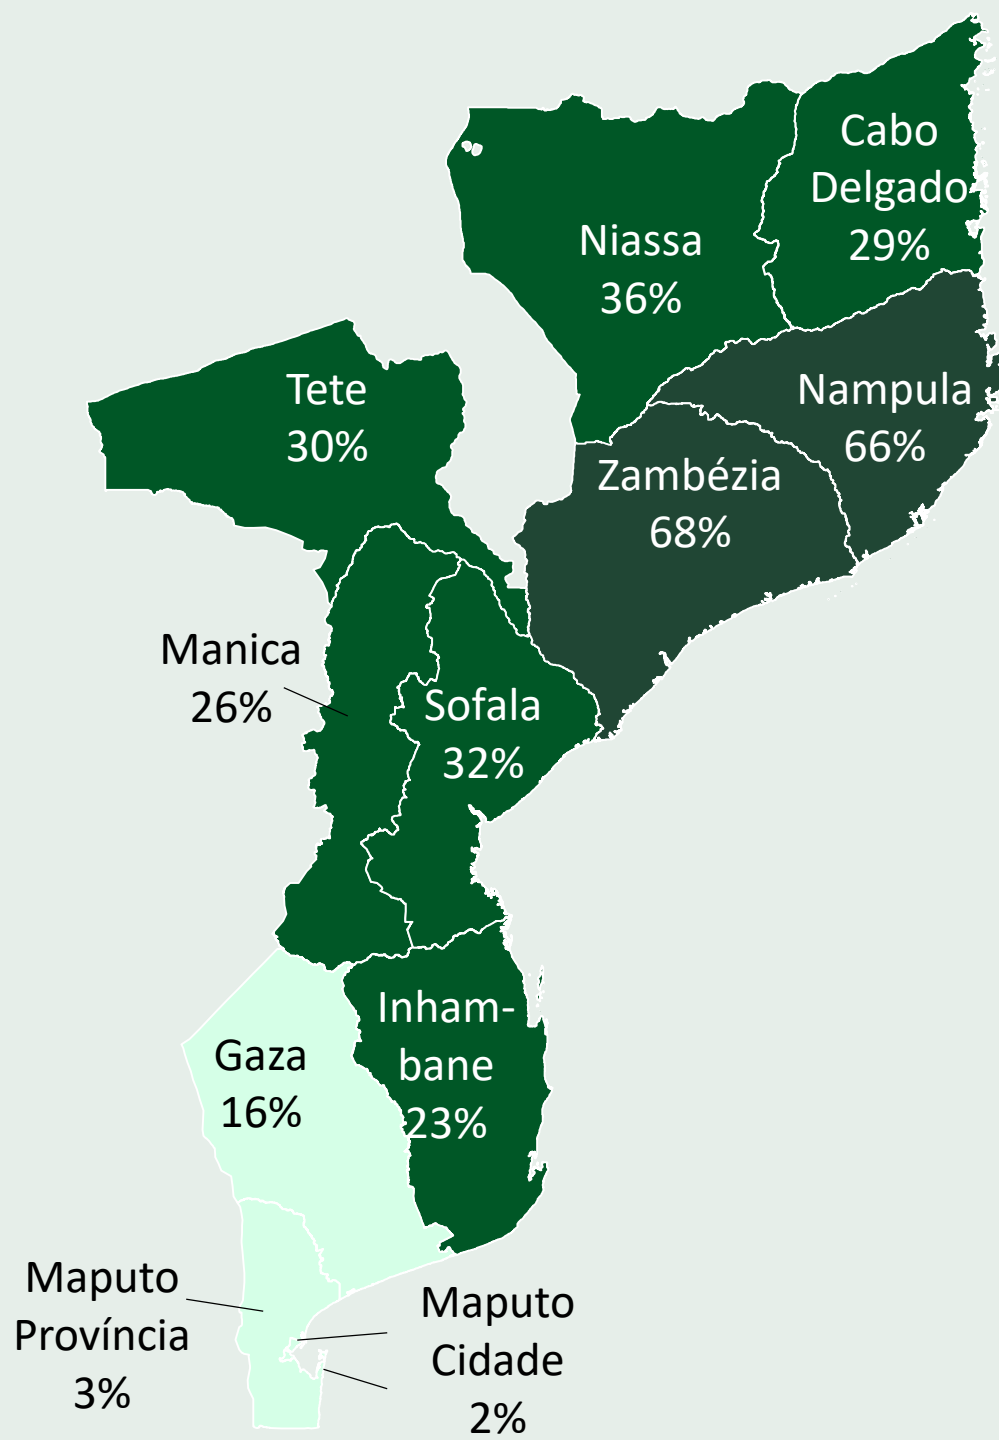 Cabo
Delgado
29%
Niassa
36%
Nampula
66%
Tete
30%
Zambézia
68%
Manica
26%
Sofala
32%
Inham-
bane
23%
Gaza
16%
Maputo
Província
3%
Maputo
Cidade
2%